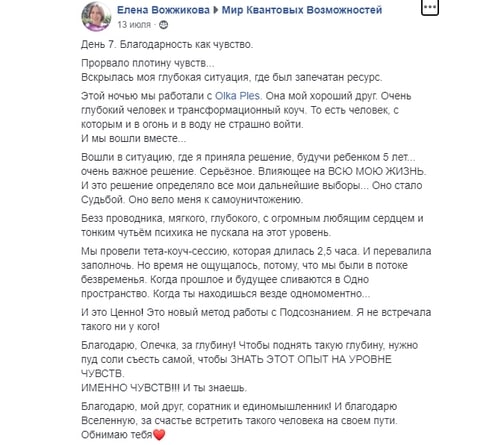 Елена Вожжикова ▸ Мир Квантовых Возможностей
13 июля ·
День 7. Благодарность как чувство.
Прорвало плотину чувств...
Вскрылась моя глубокая ситуация, где был запечатан ресурс.
Этой ночью мы работали с Olka Ples. Она мой хороший друг. Очень
глубокий человек и трансформационный коуч. То есть человек, с
которым и в огонь и в воду не страшно войти.
И мы вошли вместе...
Вошли в ситуацию, где я приняла решение, будучи ребенком 5 лет...
очень важное решение. Серьёзное. Влияющее на ВСЮ МОЮ ЖИЗНЬ.
И это решение определяло все мои дальнейшие выборы... Оно стало
Судьбой. Оно вело меня к самоуничтожению.
Безз проводника, мягкого, глубокого, с огромным любящим сердцем и
тонким чутьём психика не пускала на этот уровень.
Мы провели тета-коуч-сессию, которая длилась 2,5 часа. И перевалила
заполночь. Но время не ощущалось, потому, что мы были в потоке
безвременья. Когда прошлое и будущее сливаются в Одно
пространство. Когда ты находишься везде одномоментно...
И это Ценно! Это новый метод работы с Подсознанием. Я не встречала
такого ни у кого!
Благодарю, Олечка, за глубину! Чтобы поднять такую глубину, нужно
пуд соли съесть самой, чтобы ЗНАТЬ ЭТОТ ОПЫТ НА УРОВНЕ
ЧУВСТВ.
ИМЕННО ЧУВСТВ!!! И ты знаешь.
Благодарю, мой друг, соратник и единомышленник! И благодарю
Вселенную, за счастье встретить такого человека на своем пути.
Обнимаю тебя❤️